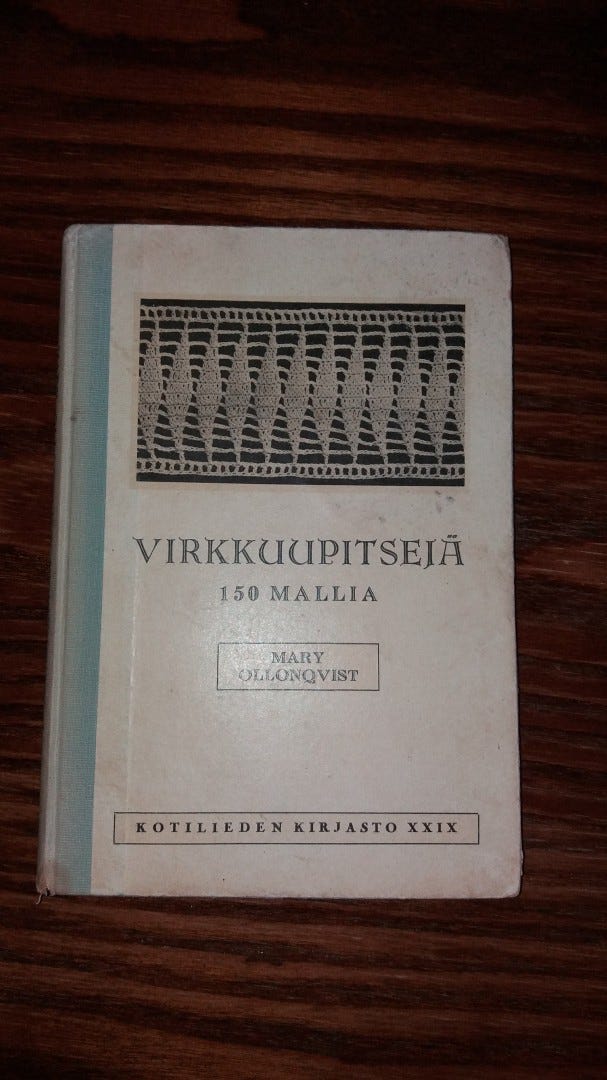 VIRKKUUPITSEJÄ
150 MALLIA
MARY
OLLONQVIST
KOTILIEDEN KIRJASTO XXIX